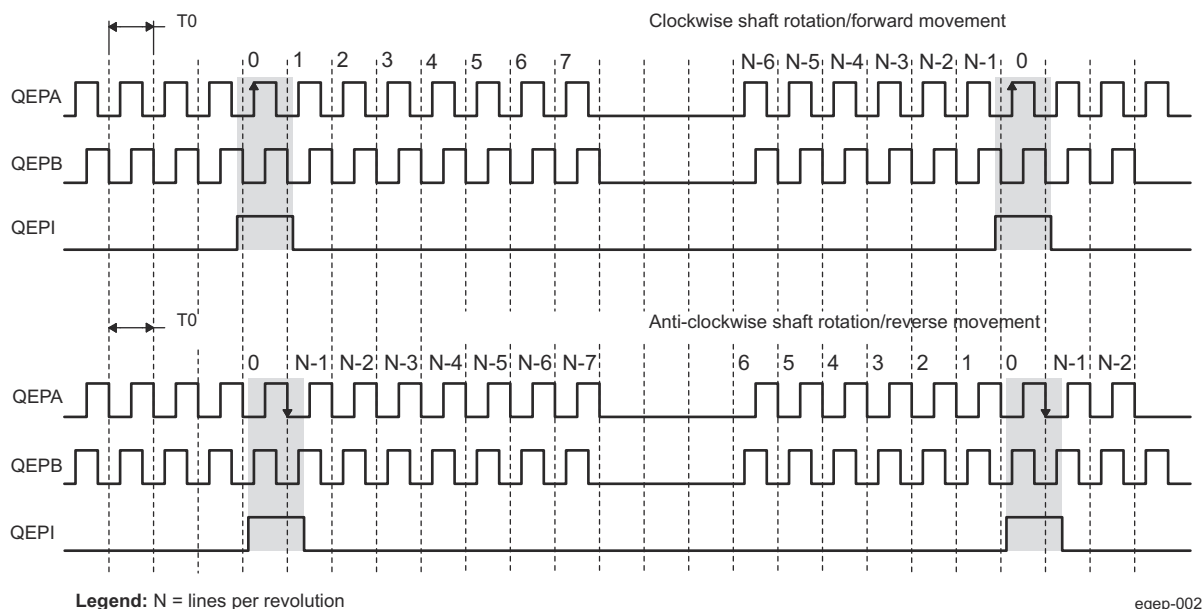 T0
Clockwise shaft rotation/forward movement
0 1 2 3 4 5 6 7 N-6 N-5 N-4 N-3 N-2 N-1 0
QEPA
QEPB
QEPI
T0
Anti-clockwise shaft rotation/reverse movement
0 N-1 N-2 N-3 N-4 N-5 N-6 N-7 6 5 4 3 2 1 0 N-1 N-2
QEPA
QEPB
QEPI
Legend: N = lines per revolution
eqep-002